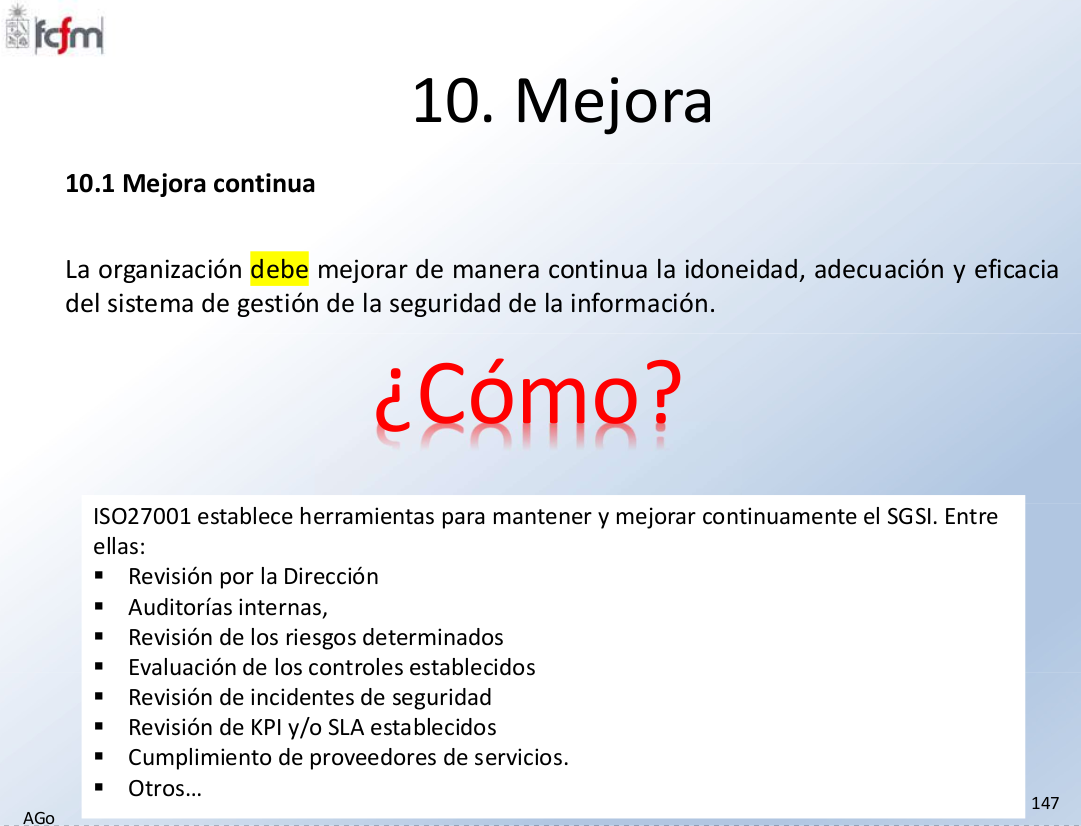 fcfm
10. Mejora
10.1 Mejora continua
La organización debe mejorar de manera continua la idoneidad, adecuación y eficacia
del sistema de gestión de la seguridad de la información.
¿Cómo?
ISO27001 establece herramientas para mantener y mejorar continuamente el SGSI. Entre
ellas:
▪ Revisión por la Dirección
▪ Auditorías internas,
▪ Revisión de los riesgos determinados
▪ Evaluación de los controles establecidos
▪ Revisión de incidentes de seguridad
▪ Revisión de KPI y/o SLA establecidos
▪ Cumplimiento de proveedores de servicios.
▪ Otros…
AGo
147